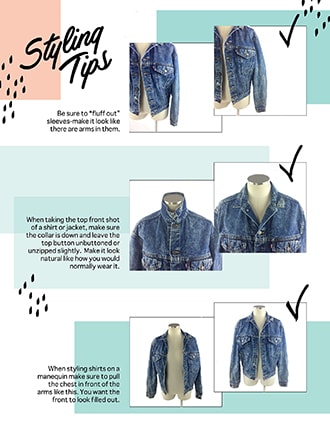 Styling
Tips
Be sure to "fluff out"
sleeves-make it look like
there are arms in them.
When taking the top front shot
of a shirt or jacket, make sure
the collar is down and leave the
top button unbuttoned or
unzipped slightly. Make it look
natural like how you would
normally wear it.
When styling shirts on a
manequin make sure to pull
the chest in front of the
arms like this. You want the
front to look filled out.